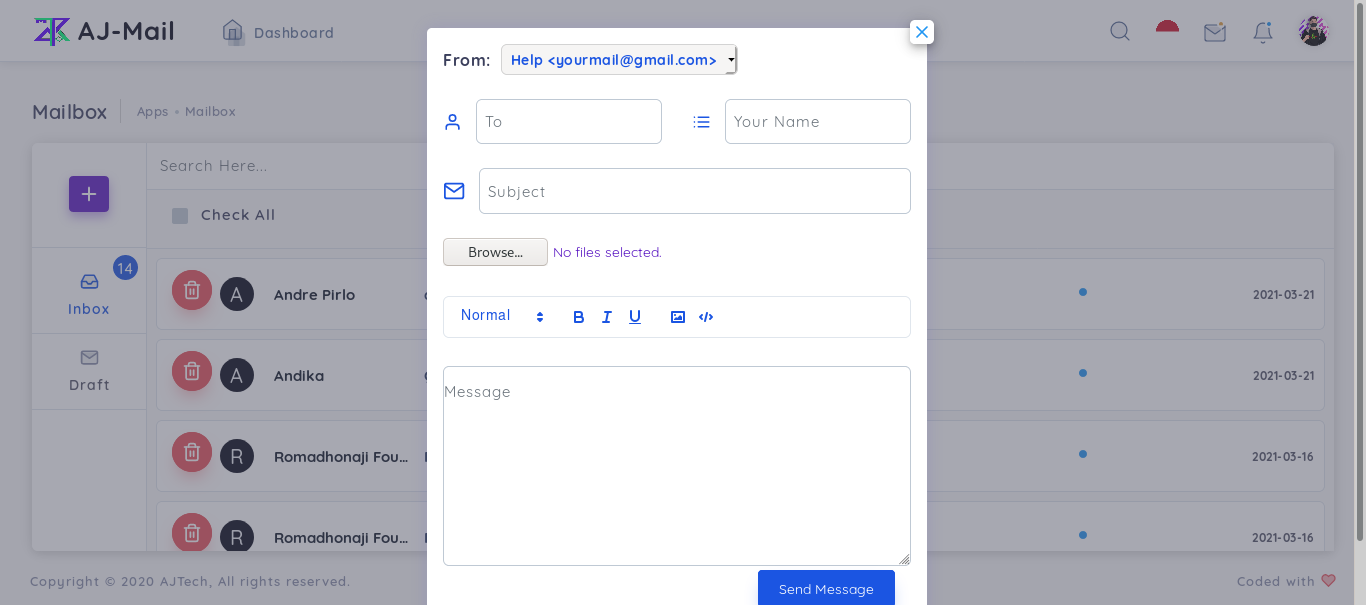 AJ-Mail
Dashboard
From: Help <yourmail@gmail.com>
Mailbox Apps • Mailbox
To
Your Name
Search Here...
Subject
Check All
Browse... No files selected.
14
Inbox
A Andre Pirlo 2021-03-21
Normal B I U
Draft
A Andika 2021-03-21
Message
R Romadhonaji Fou... 2021-03-16
R Romadhonaji Fou... 2021-03-16
Copyright © 2020 AJTech, All rights reserved.
Coded with
Send Message